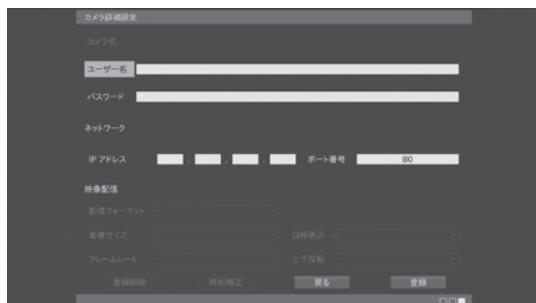 カメラ詳細設定
カメラ名
ユーザー名
パスワード
ネットワーク
IP アドレス . . . ポート番号 80
映像配信
配信フォーマット
画像サイズ 日時表示
フレームレート 上下反転
登録削除 時刻補正 戻る 登録